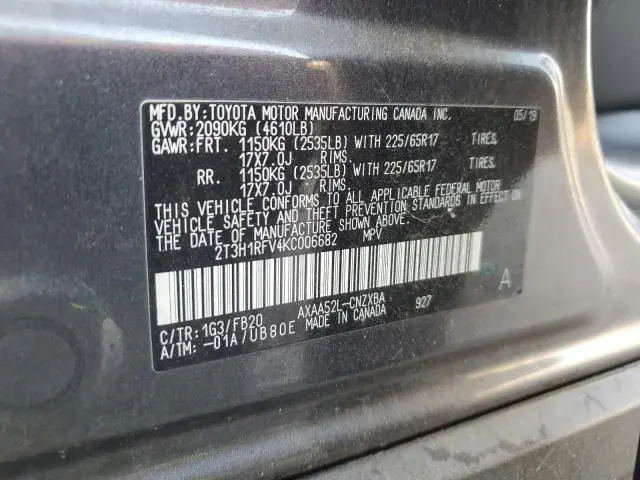 MFD.BY:TOYOTA MOTOR MANUFACTURING CANADA INC. 05/19
GVWR:2090KG (4610LB)
GAWR:FRT. 1150KG (2535LB) WITH 225/65R17 TIRES,
17X7.0J RIMS.
RR. 1150KG (2535LB) WITH 225/65R17 TIRES,
17X7.0J RIMS.
THIS VEHICLE CONFORMS TO ALL APPLICABLE FEDERAL MOTOR
VEHICLE SAFETY AND THEFT PREVENTION STANDARDS IN EFFECT
ON THE DATE OF MANUFACTURE SHOWN ABOVE.
2T3H1RFV4KC006682 MPV
A
C/TR:1G3/FB20 AXAA52L-CNZXBA 927
A/TM:-01A/UB80E MADE IN CANADA